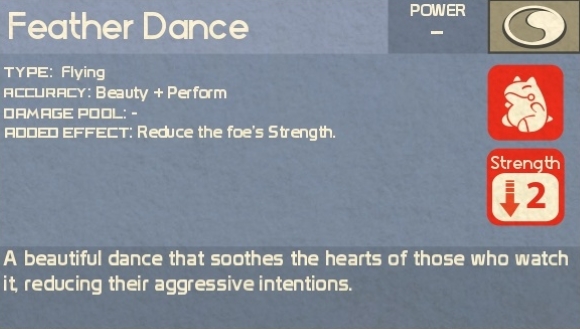 Feather Dance
POWER
–
TYPE: Flying
ACCURACY: Beauty + Perform
DAMAGE POOL: -
ADDED EFFECT: Reduce the foe's Strength.
Strength
2
A beautiful dance that soothes the hearts of those who watch
it, reducing their aggressive intentions.